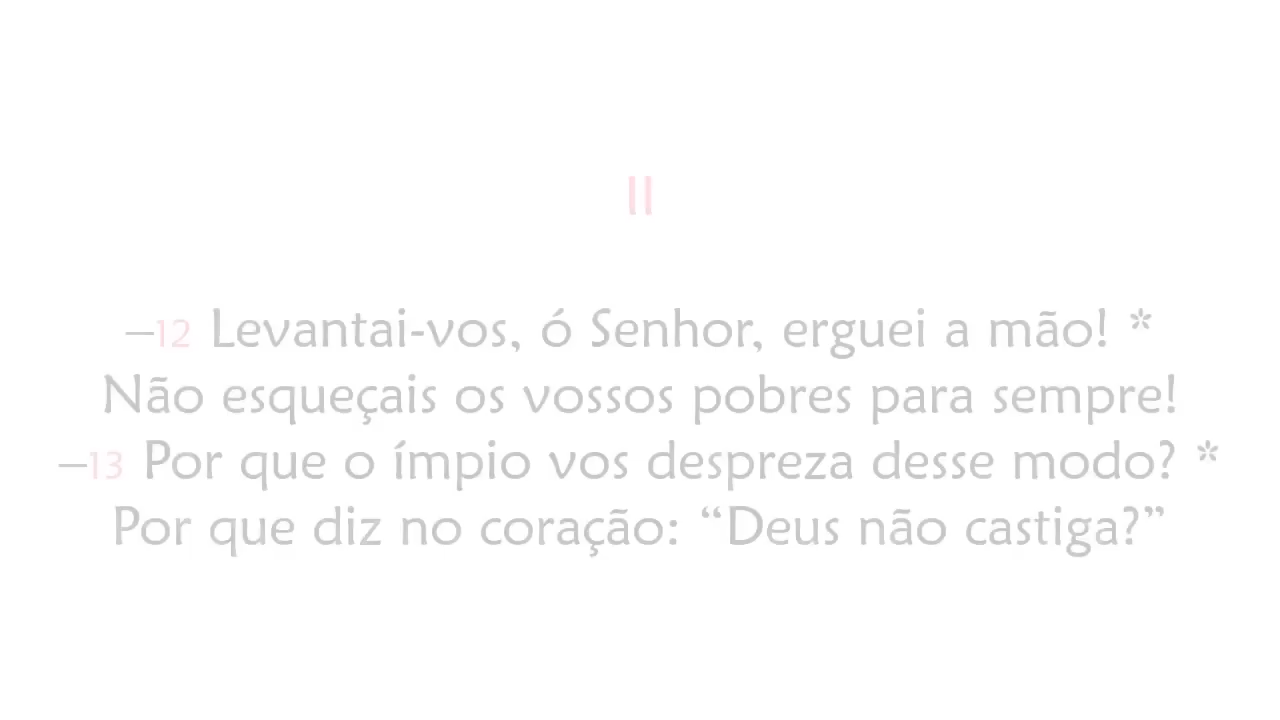 II
–12 Levantai-vos, ó Senhor, erguei a mão! *
Não esqueçais os vossos pobres para sempre!
–13 Por que o ímpio vos despreza desse modo? *
Por que diz no coração: “Deus não castiga?”